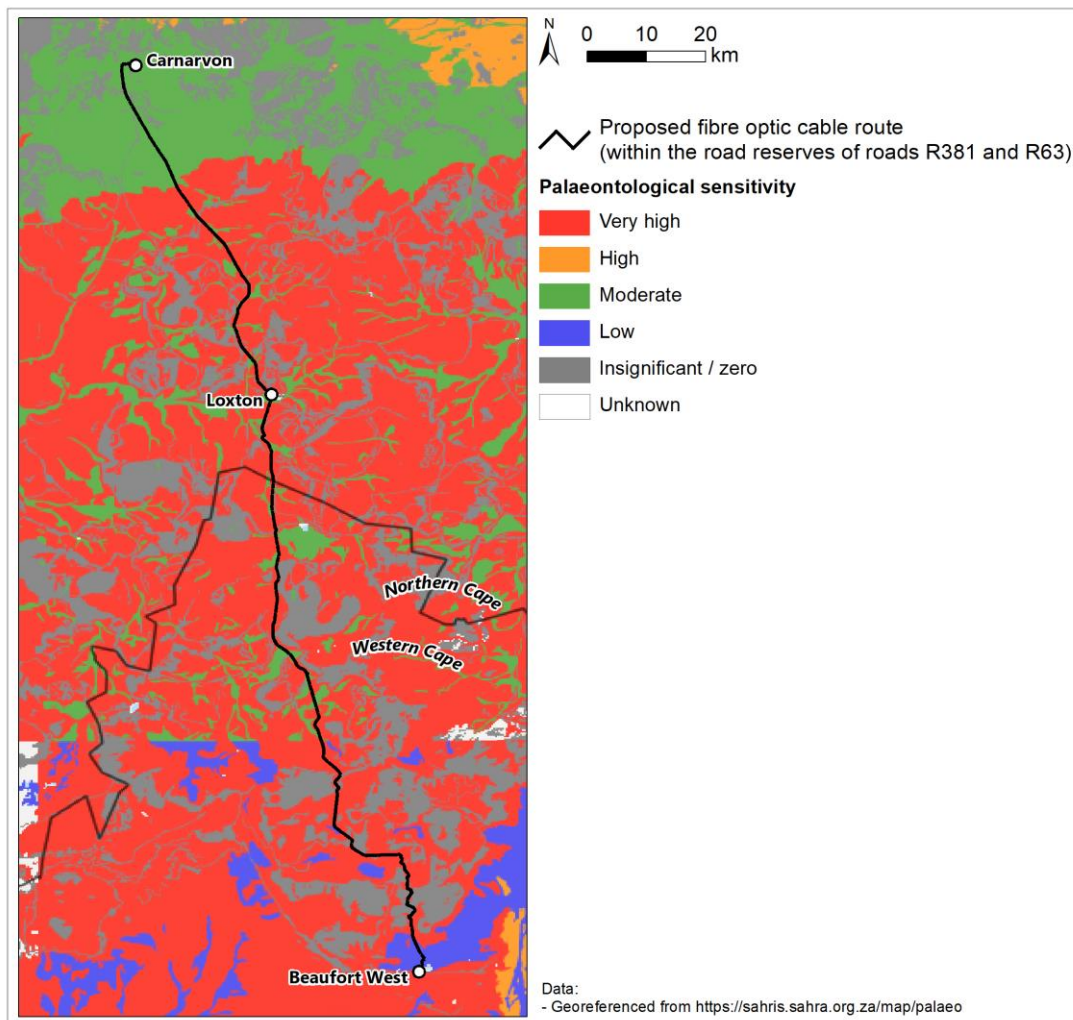 Carnarvon
Loxton
Northern Cape
Western Cape
Beaufort West
N
0 10 20
km
Proposed fibre optic cable route
(within the road reserves of roads R381 and R63)
Palaeontological sensitivity
Very high
High
Moderate
Low
Insignificant / zero
Unknown
Data:
- Georeferenced from https://sahris.sahra.org.za/map/palaeo